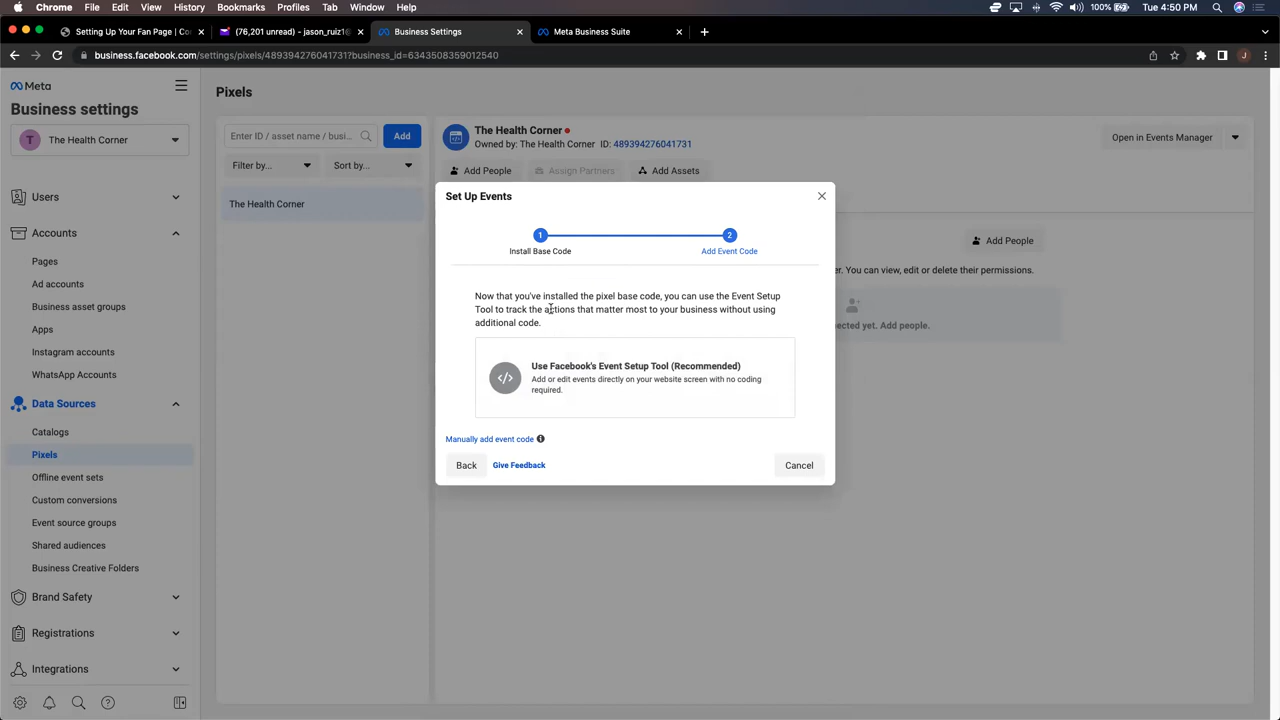 Chrome File Edit View History Bookmarks Profiles Tab Window Help
100% Tue 4:50 PM
Setting Up Your Fan Page | Co
(76,201 unread) - jason_ruiz1@
Business Settings
Meta Business Suite
business.facebook.com/settings/pixels/489394276041731?business_id=6343508359012540
J
Meta
Business settings
T The Health Corner
Users
Accounts
Pages
Ad accounts
Business asset groups
Apps
Instagram accounts
WhatsApp Accounts
Data Sources
Catalogs
Pixels
Offline event sets
Custom conversions
Event source groups
Shared audiences
Business Creative Folders
Brand Safety
Registrations
Integrations
Pixels
Enter ID / asset name / busi...
Add
Filter by...
Sort by...
The Health Corner
The Health Corner
Owned by: The Health Corner ID: 489394276041731
Open in Events Manager
Add People
Assign Partners
Add Assets
Add People
er. You can view, edit or delete their permissions.
ected yet. Add people.
Set Up Events
1
2
Install Base Code
Add Event Code
Now that you've installed the pixel base code, you can use the Event Setup
Tool to track the actions that matter most to your business without using
additional code.
</>
Use Facebook's Event Setup Tool (Recommended)
Add or edit events directly on your website screen with no coding
required.
Manually add event code
Back
Give Feedback
Cancel